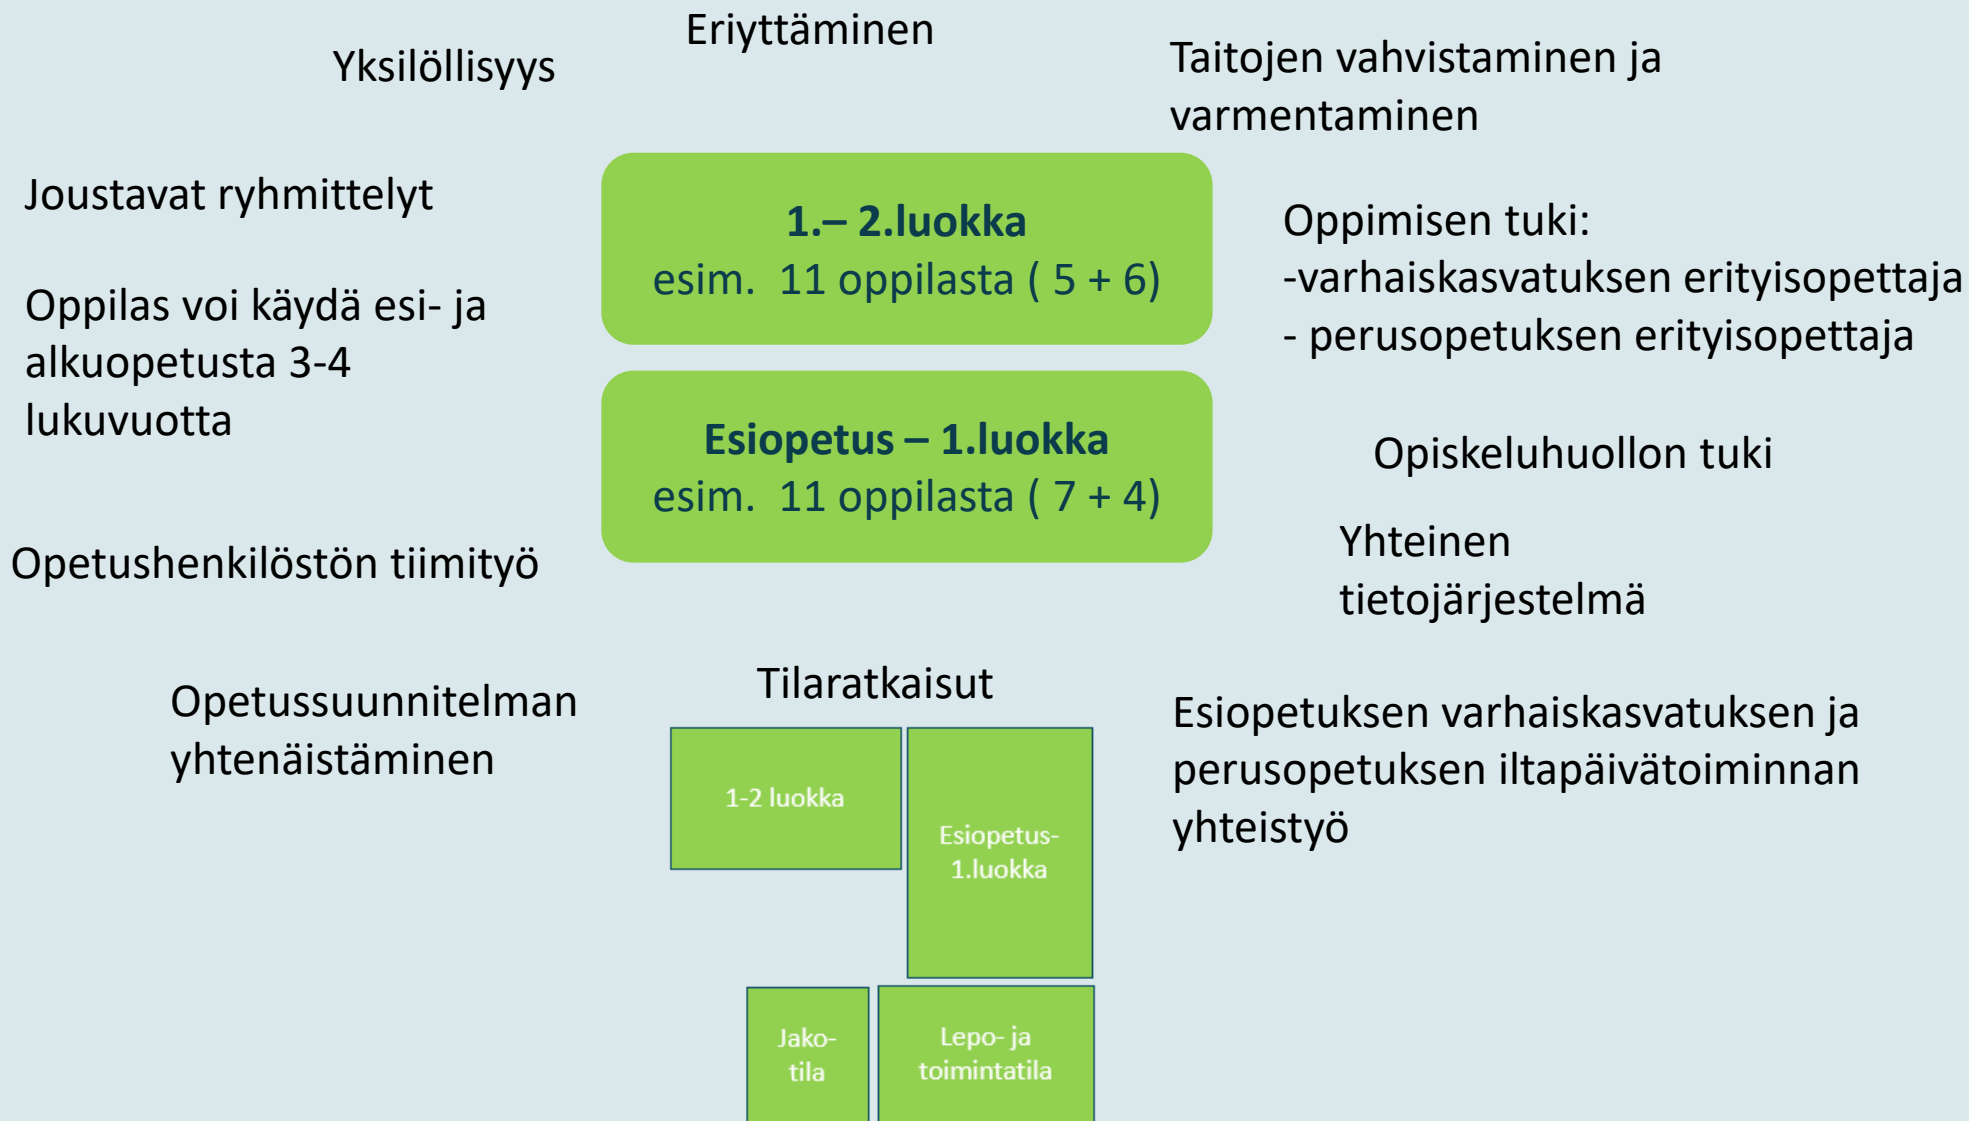 Eriyttäminen
Yksilöllisyys
Taitojen vahvistaminen ja
varmentaminen
Joustavat ryhmittelyt
1.– 2.luokka
esim.  11 oppilasta ( 5 + 6)
Oppimisen tuki:
-varhaiskasvatuksen erityisopettaja
- perusopetuksen erityisopettaja
Oppilas voi käydä esi- ja
alkuopetusta 3-4
lukuvuotta
Esiopetus – 1.luokka
esim.  11 oppilasta ( 7 + 4)
Opiskeluhuollon tuki
Opetushenkilöstön tiimityö
Yhteinen
tietojärjestelmä
Opetussuunnitelman
yhtenäistäminen
Tilaratkaisut
Esiopetuksen varhaiskasvatuksen ja
perusopetuksen iltapäivätoiminnan
yhteistyö
1-2 luokka
Esiopetus-
1.luokka
Jako-
tila
Lepo- ja
toimintatila